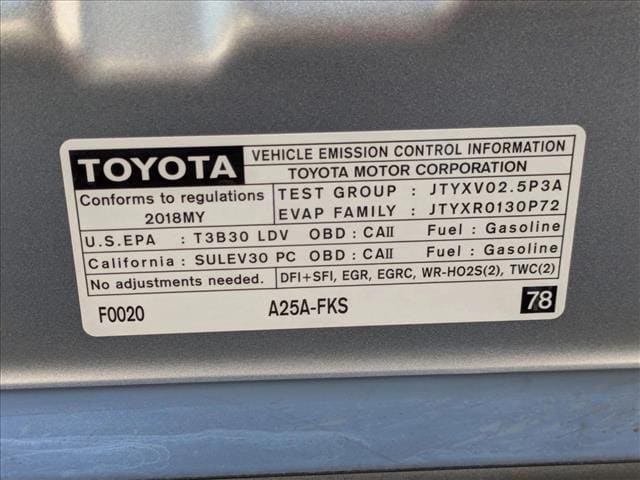 TOYOTA
VEHICLE EMISSION CONTROL INFORMATION
TOYOTA MOTOR CORPORATION
Conforms to regulations
2018MY
TEST GROUP : JTYXV02.5P3A
EVAP FAMILY : JTYXR0130P72
U.S.EPA : T3B30 LDV OBD : CAII Fuel : Gasoline
California : SULEV30 PC OBD : CAII Fuel : Gasoline
No adjustments needed. DFI+SFI, EGR, EGRC, WR-HO2S(2), TWC(2)
F0020 A25A-FKS 78